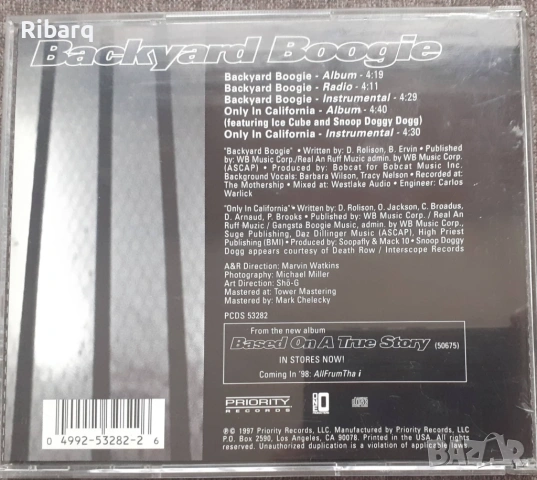 Ribarq
Backyard Boogie
Backyard Boogie - Album - 4:19
Backyard Boogie - Radio - 4:11
Backyard Boogie - Instrumental - 4:29
Only In California - Album - 4:40
(featuring Ice Cube and Snoop Doggy Dogg)
Only In California - Instrumental - 4:30
"Backyard Boogie" • Written by: D. Rolison, B. Ervin • Published
by: WB Music Corp./Real An Ruff Muzic admin. by WB Music Corp.
(ASCAP) • Produced by: Bobcat for Bobcat Music Inc.
Background Vocals: Barbara Wilson, Tracy Nelson • Recorded at:
The Mothership • Mixed at: Westlake Audio • Engineer: Carlos
Warlick
"Only In California" • Written by: D. Rolison, O. Jackson, C. Broadus,
D. Arnaud, P. Brooks • Published by: WB Music Corp. / Real An
Ruff Muzic / Gangsta Boogie Music, admin. by WB Music Corp.,
Suge Publishing, Daz Dillinger Music (ASCAP), High Priest
Publishing (BMI) • Produced by: Soopafly & Mack 10 • Snoop Doggy
Dogg appears courtesy of Death Row / Interscope Records
A&R Direction: Marvin Watkins
Photography: Michael Miller
Art Direction: Shō-G
Mastered at: Tower Mastering
Mastered by: Mark Chelecky
PCDS 53282
From the new album
Based On A True Story (50675)
IN STORES NOW!
Coming In '98: AllFrumTha i
PRIORITY
RECORDS
0 4992-53282-2 6
℗© 1997 Priority Records, LLC. Manufactured by Priority Records, LLC
P.O. Box 2590, Los Angeles, CA 90078. Printed in the USA. All rights
reserved. Unauthorized duplication is a violation of applicable laws.
BAZAR